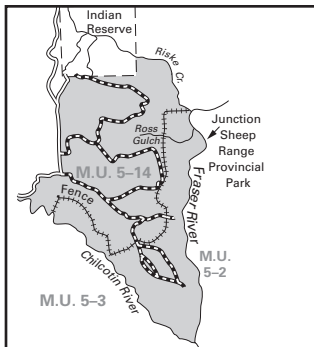 Indian
Reserve
Riske Cr.
Junction
Sheep
Range
Provincial
Park
Ross
Gulch
M.U. 5–14
Fence
Fraser River
M.U.
5–2
Chilcotin River
M.U. 5–3